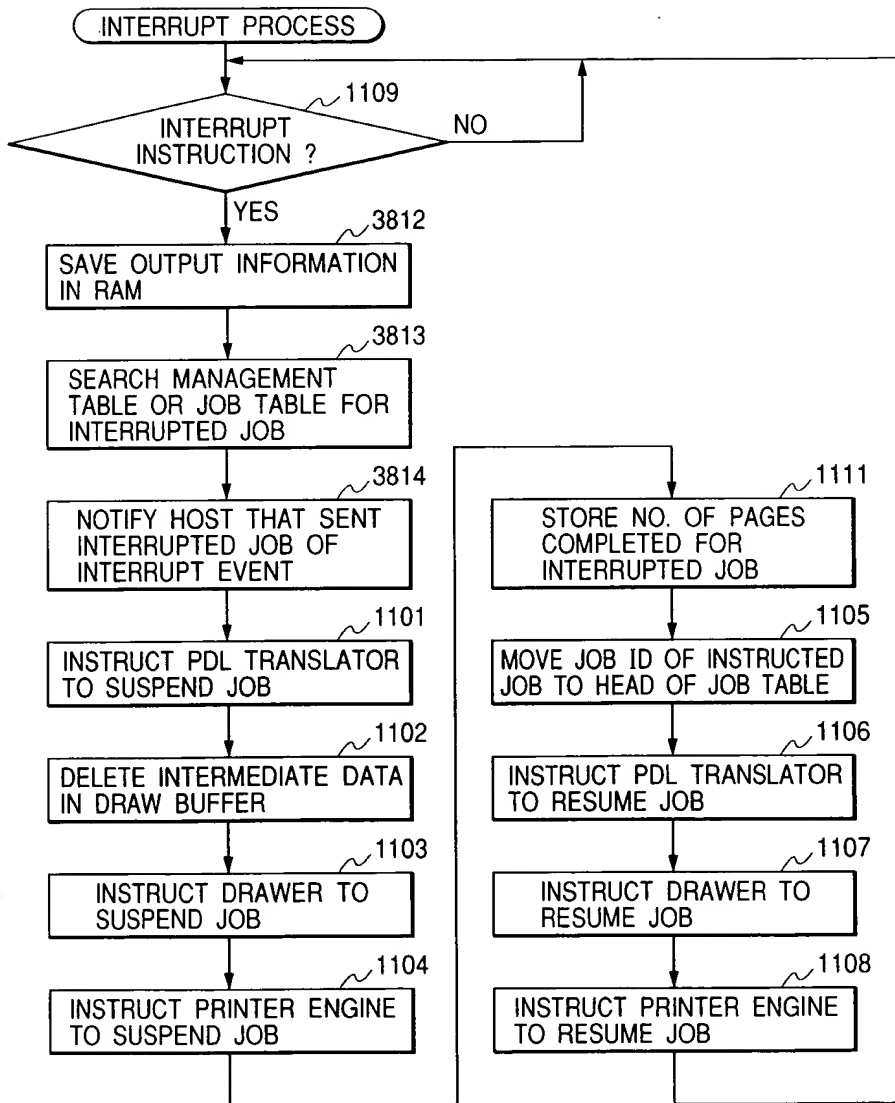 INTERRUPT PROCESS
1109
INTERRUPT
INSTRUCTION ?
NO
YES
3812
SAVE OUTPUT INFORMATION
IN RAM
3813
SEARCH MANAGEMENT
TABLE OR JOB TABLE FOR
INTERRUPTED JOB
3814
NOTIFY HOST THAT SENT
INTERRUPTED JOB OF
INTERRUPT EVENT
1101
INSTRUCT PDL TRANSLATOR
TO SUSPEND JOB
1102
DELETE INTERMEDIATE DATA
IN DRAW BUFFER
1103
INSTRUCT DRAWER TO
SUSPEND JOB
1104
INSTRUCT PRINTER ENGINE
TO SUSPEND JOB
1111
STORE NO. OF PAGES
COMPLETED FOR
INTERRUPTED JOB
1105
MOVE JOB ID OF INSTRUCTED
JOB TO HEAD OF JOB TABLE
1106
INSTRUCT PDL TRANSLATOR
TO RESUME JOB
1107
INSTRUCT DRAWER TO
RESUME JOB
1108
INSTRUCT PRINTER ENGINE
TO RESUME JOB